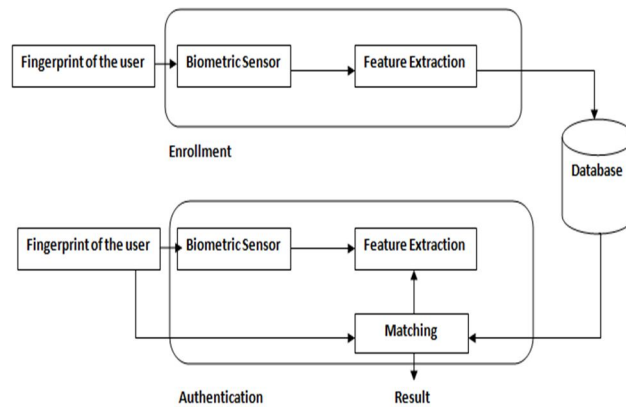 Fingerprint of the user
Biometric Sensor
Feature Extraction
Enrollment
Database
Fingerprint of the user
Biometric Sensor
Feature Extraction
Matching
Authentication
Result